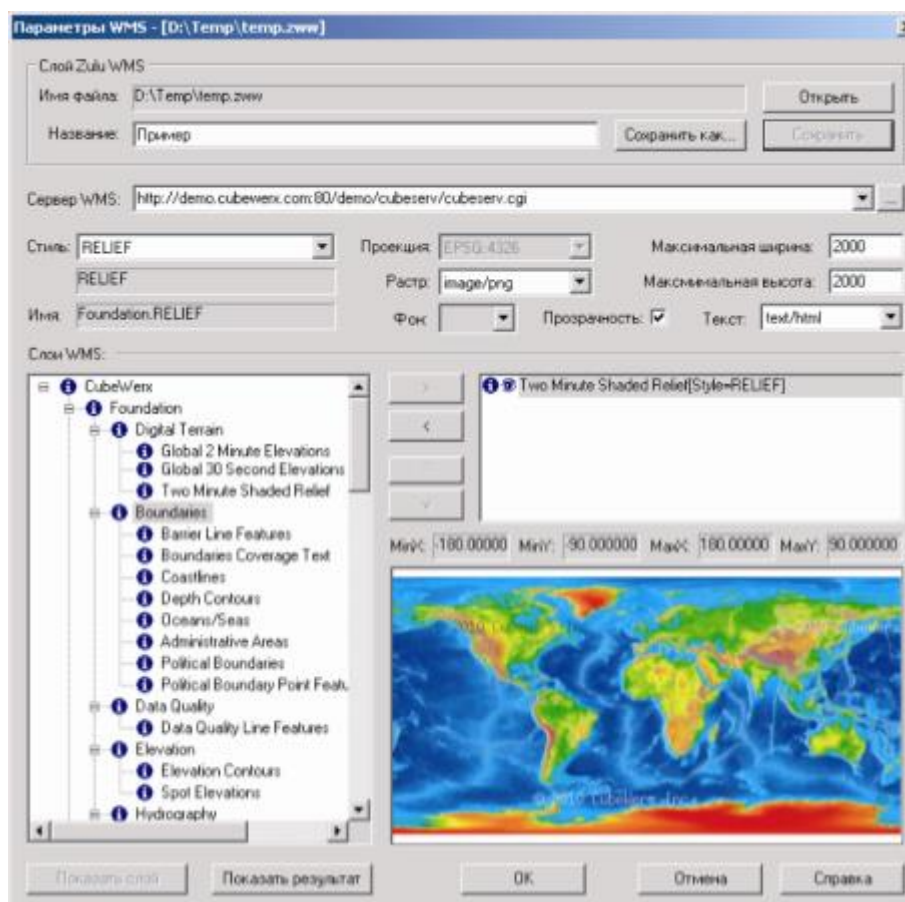 Параметры WMS - [D:\Temp\temp.zww]
Слой Zulu WMS
Имя файла: D:\Temp\temp.zww
Открыть
Название: Пример
Сохранить как...
Сохранить
Сервер WMS: http://demo.cubewerx.com:80/demo/cubeserv/cubeserv.cgi
...
Стиль: RELIEF
Проекция: EPSG:4326
Максимальная ширина: 2000
RELIEF
Растр: image/png
Максимальная высота: 2000
Имя: Foundation.RELIEF
Фон:
Прозрачность:
Текст: text/html
Слои WMS:
CubeWerx
Foundation
Digital Terrain
Global 2 Minute Elevations
Global 30 Second Elevations
Two Minute Shaded Relief
Boundaries
Barrier Line Features
Boundaries Coverage Text
Coastlines
Depth Contours
Oceans/Seas
Administrative Areas
Political Boundaries
Political Boundary Point Featu
Data Quality
Data Quality Line Features
Elevation
Elevation Contours
Spot Elevations
Hydrography
>
<
Two Minute Shaded Relief[Style=RELIEF]
MinX: -180.00000 MinY: -90.000000 MaxX: 180.00000 MaxY: 90.000000
© 2010 CubeWerx Inc.
Показать слой
Показать результат
OK
Отмена
Справка